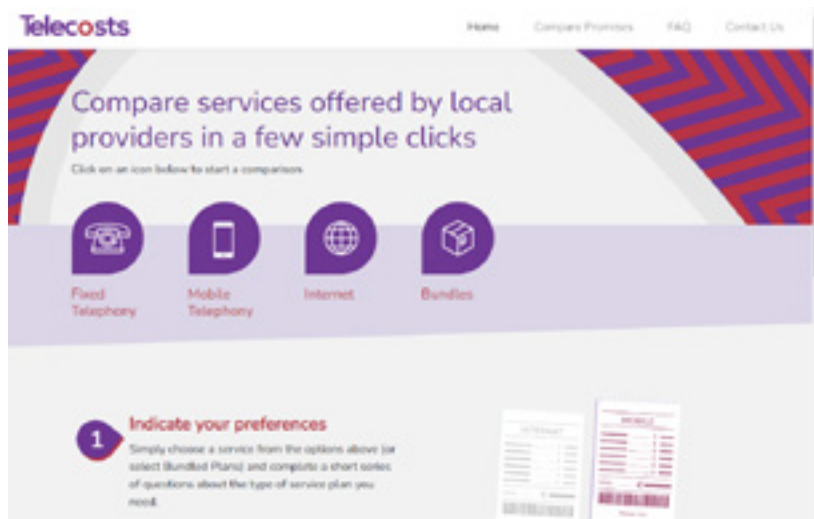 Telecosts
Home Compare Promises FAQ Contact Us
Compare services offered by local
providers in a few simple clicks
Click on an icon below to start a comparison
Fixed
Telephony
Mobile
Telephony
Internet
Bundles
1
Indicate your preferences
Simply choose a service from the options above (or
select Bundled Plans) and complete a short series
of questions about the type of service plan you
need.
INTERNET
MOBILE